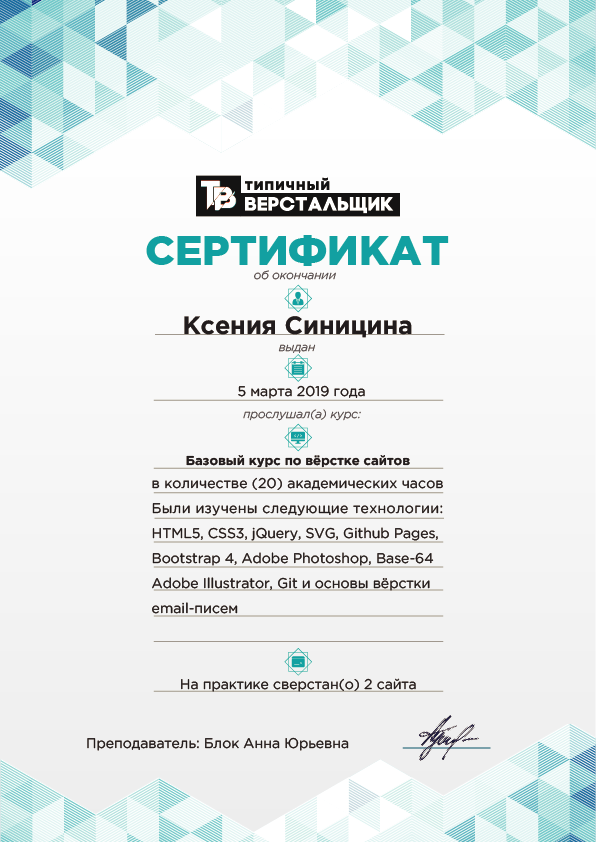 ТВ ТИПИЧНЫЙ
ВЕРСТАЛЬЩИК
СЕРТИФИКАТ
об окончании
Ксения Синицина
выдан
5 марта 2019 года
прослушал(а) курс:
Базовый курс по вёрстке сайтов
в количестве (20) академических часов
Были изучены следующие технологии:
HTML5, CSS3, jQuery, SVG, Github Pages,
Bootstrap 4, Adobe Photoshop, Base-64
Adobe Illustrator, Git и основы вёрстки
email-писем
На практике сверстан(о) 2 сайта
Преподаватель: Блок Анна Юрьевна